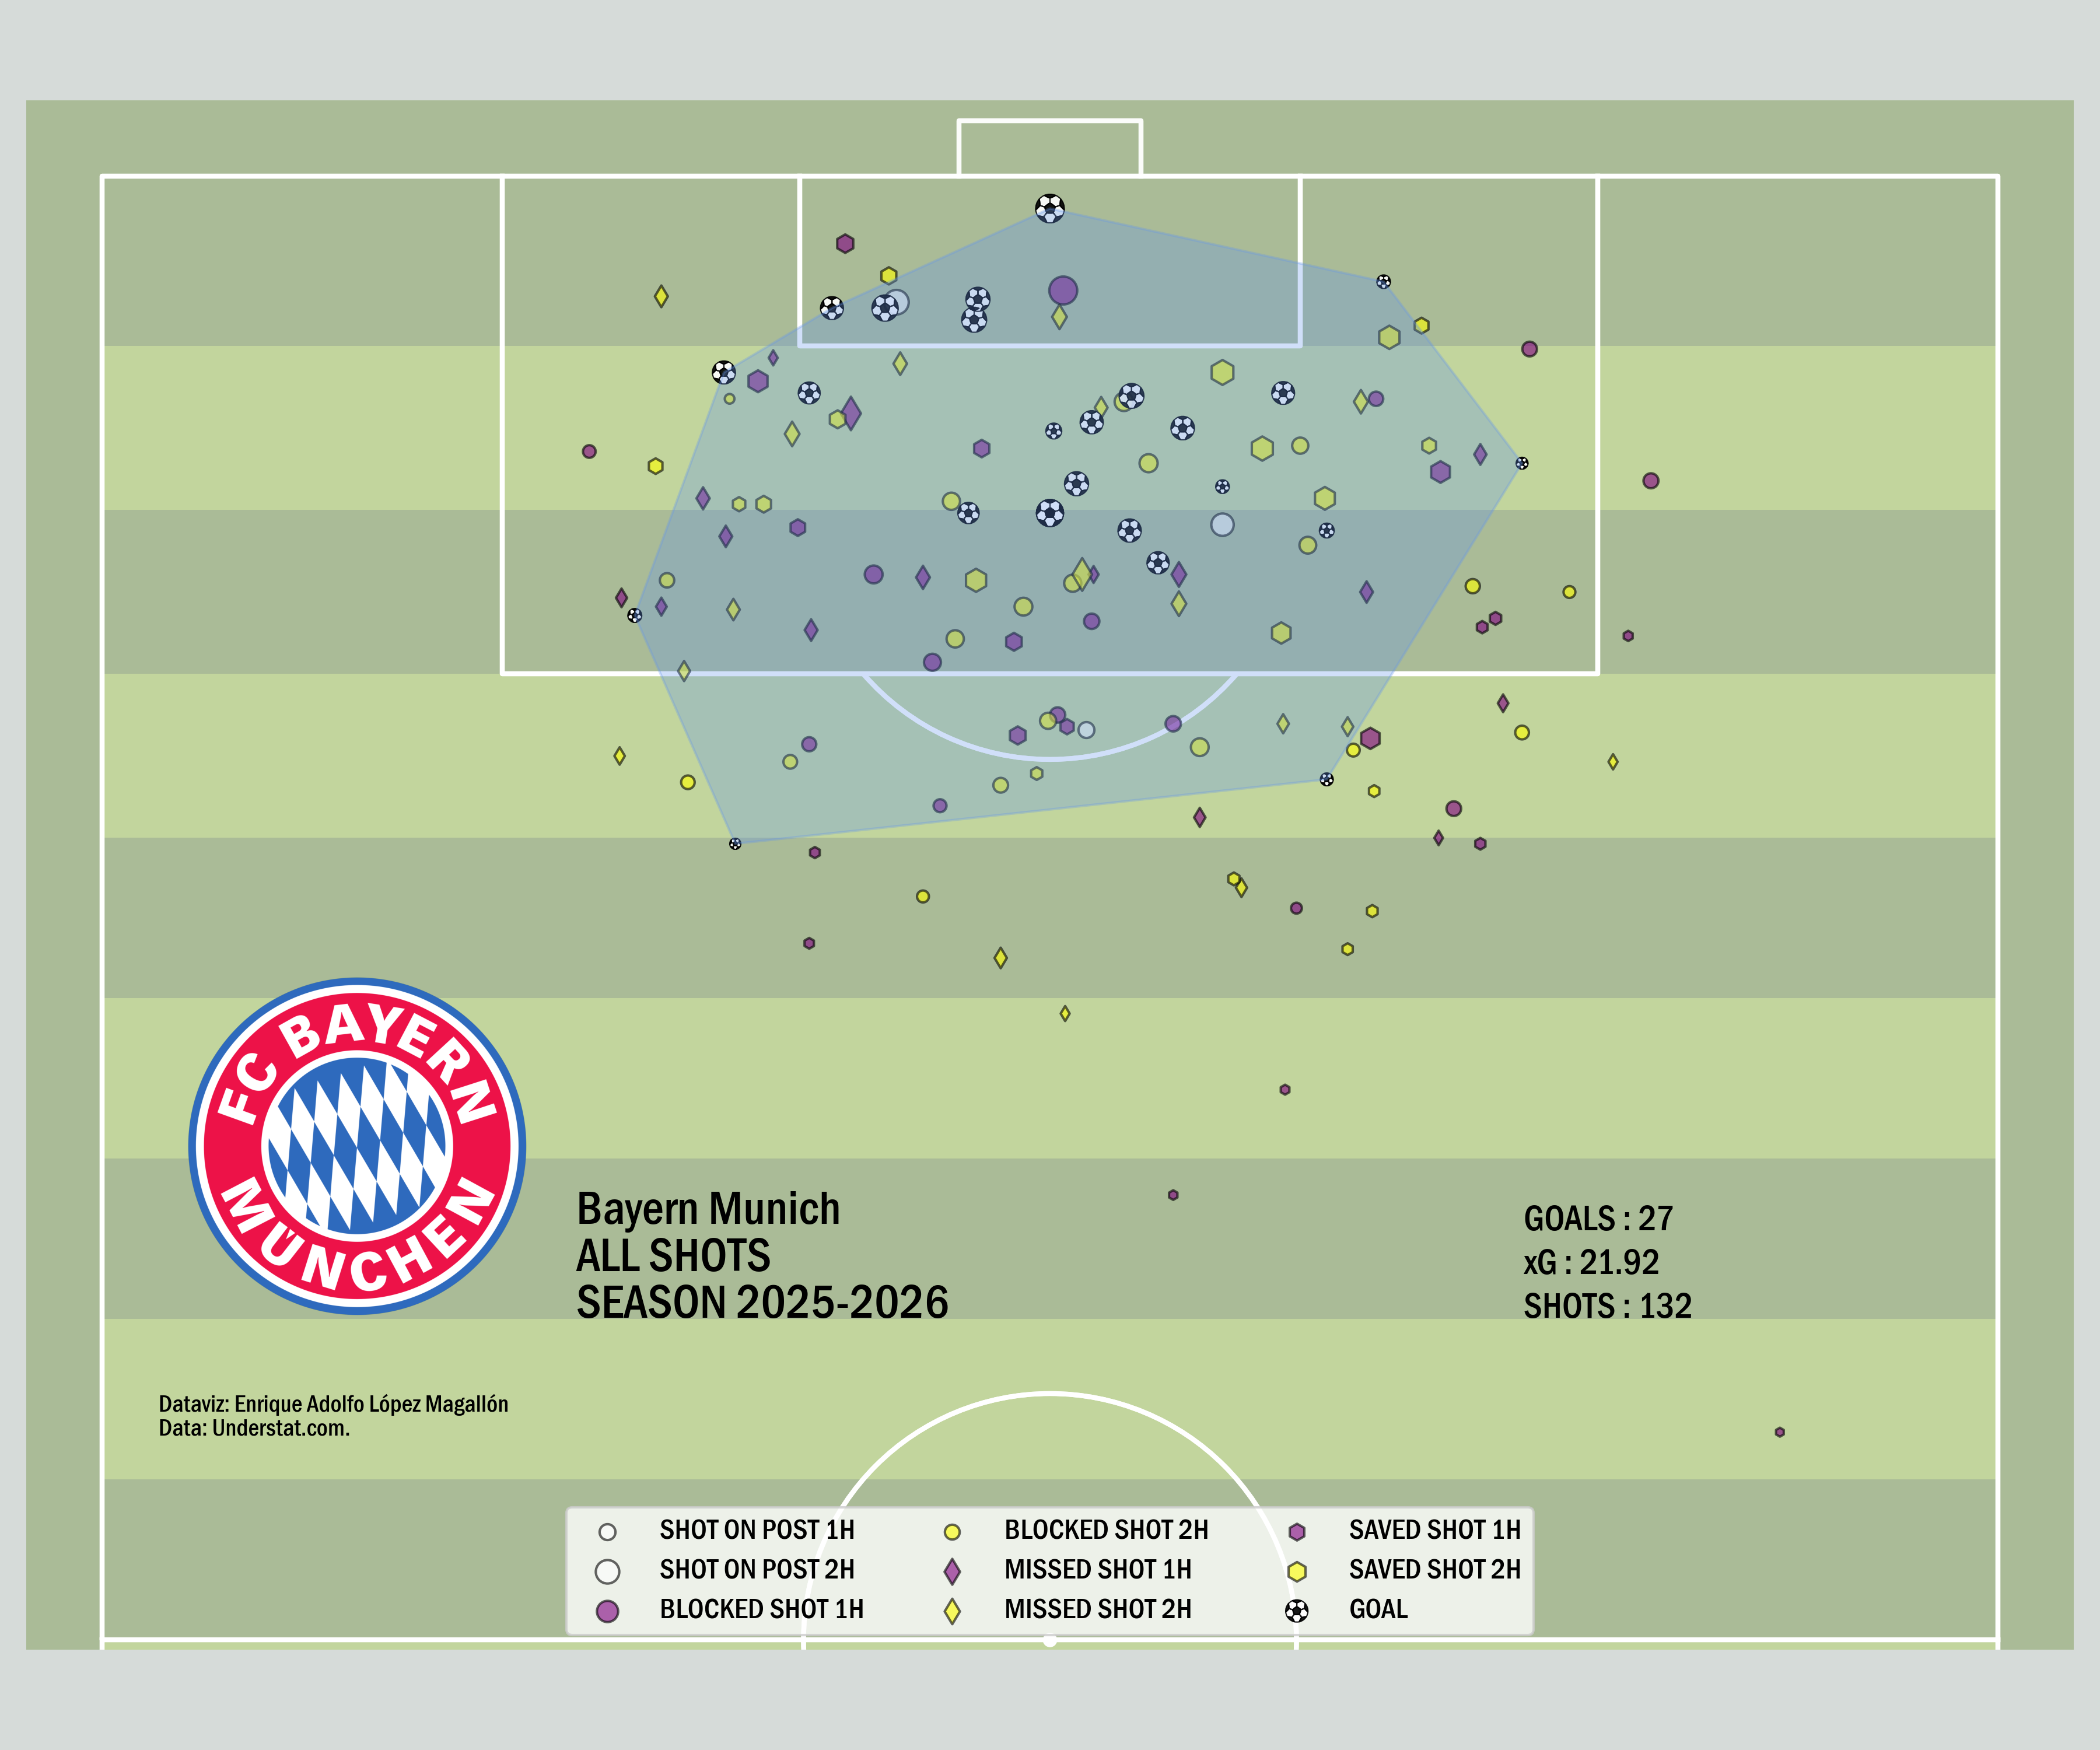 FC BAYERN
MÜNCHEN
Bayern Munich
ALL SHOTS
SEASON 2025-2026
GOALS : 27
xG : 21.92
SHOTS : 132
Dataviz: Enrique Adolfo López Magallón
Data: Understat.com.
SHOT ON POST 1H
SHOT ON POST 2H
BLOCKED SHOT 1H
BLOCKED SHOT 2H
MISSED SHOT 1H
MISSED SHOT 2H
SAVED SHOT 1H
SAVED SHOT 2H
GOAL